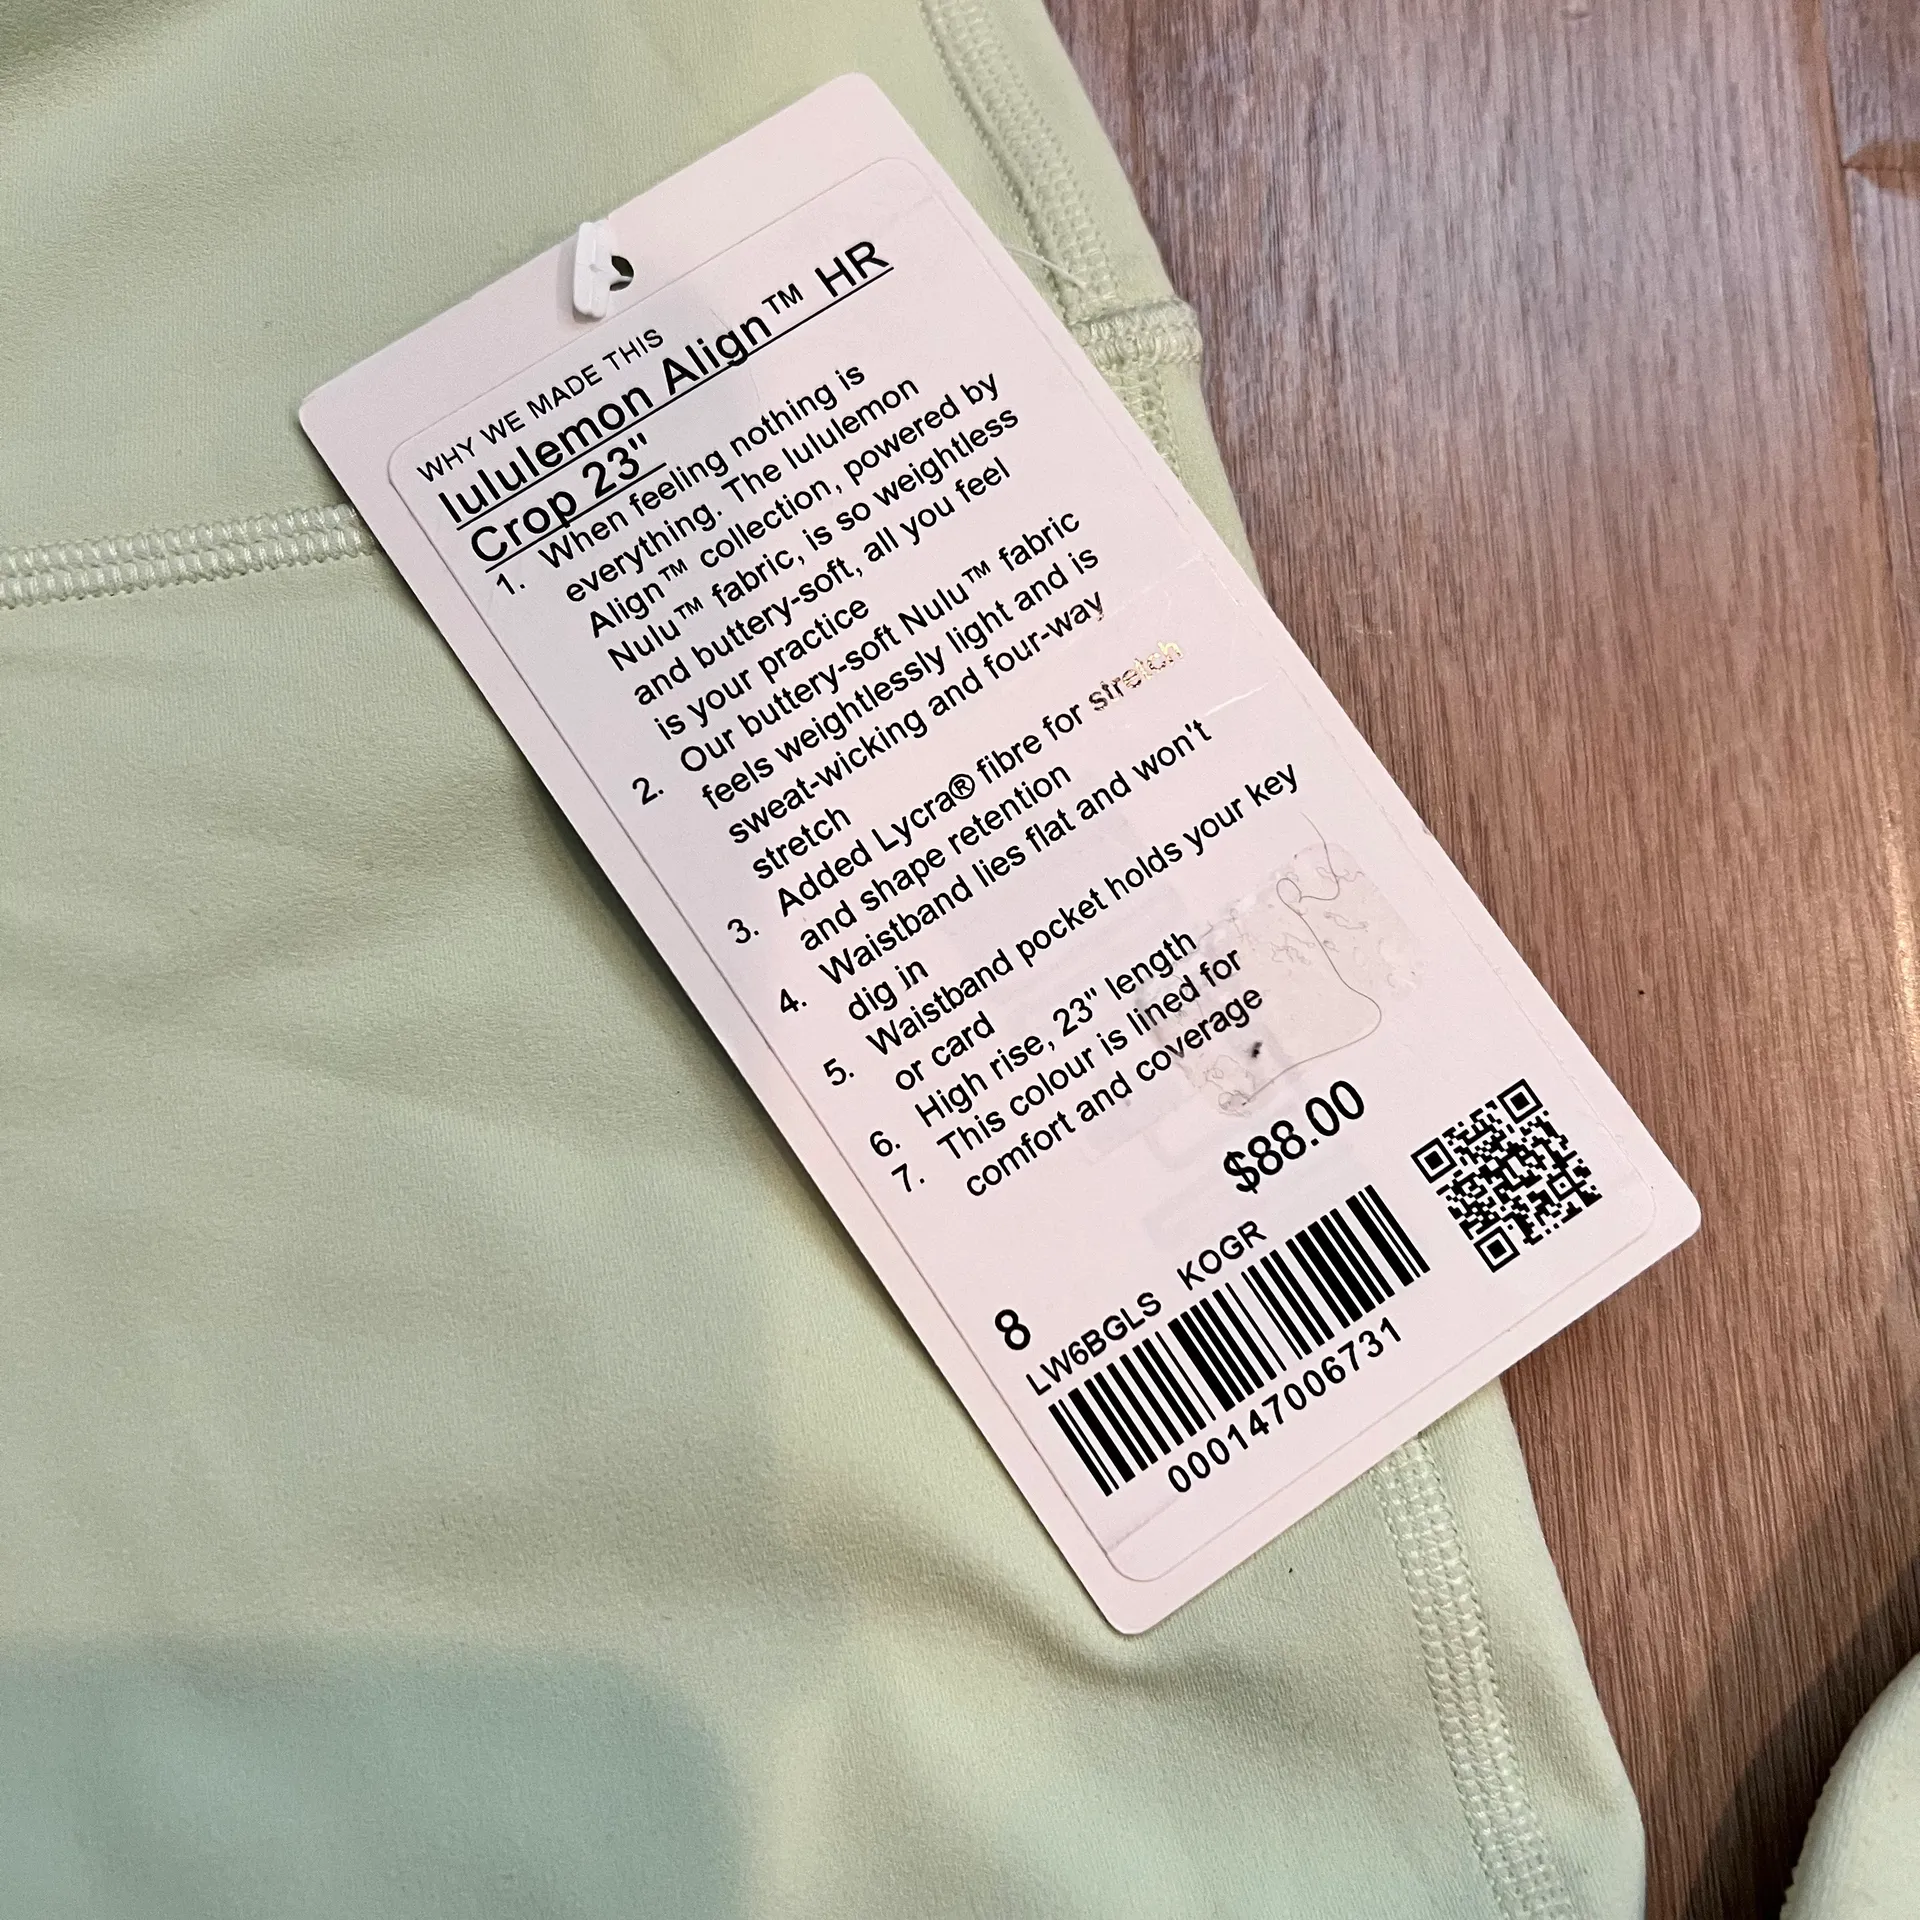 WHY WE MADE THIS
lululemon Align™ HR
Crop 23"
1. When feeling nothing is
everything. The lululemon
Align™ collection, powered by
Nulu™ fabric, is so weightless
and buttery-soft, all you feel
is your practice
2. Our buttery-soft Nulu™ fabric
feels weightlessly light and is
sweat-wicking and four-way
stretch
3. Added Lycra® fibre for stretch
and shape retention
4. Waistband lies flat and won't
dig in
5. Waistband pocket holds your key
or card
6. High rise, 23" length
7. This colour is lined for
comfort and coverage
$88.00
8
LW6BGLS KOGR
000147006731